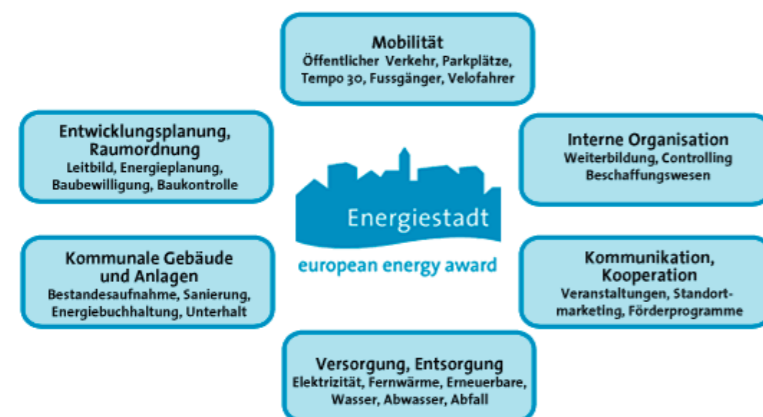 Mobilität
Öffentlicher Verkehr, Parkplätze,
Tempo 30, Fussgänger, Velofahrer
Entwicklungsplanung,
Raumordnung
Leitbild, Energieplanung,
Baubewilligung, Baukontrolle
Interne Organisation
Weiterbildung, Controlling
Beschaffungswesen
Energiestadt
european energy award
Kommunale Gebäude
und Anlagen
Bestandesaufnahme, Sanierung,
Energiebuchhaltung, Unterhalt
Kommunikation,
Kooperation
Veranstaltungen, Standort-
marketing, Förderprogramme
Versorgung, Entsorgung
Elektrizität, Fernwärme, Erneuerbare,
Wasser, Abwasser, Abfall